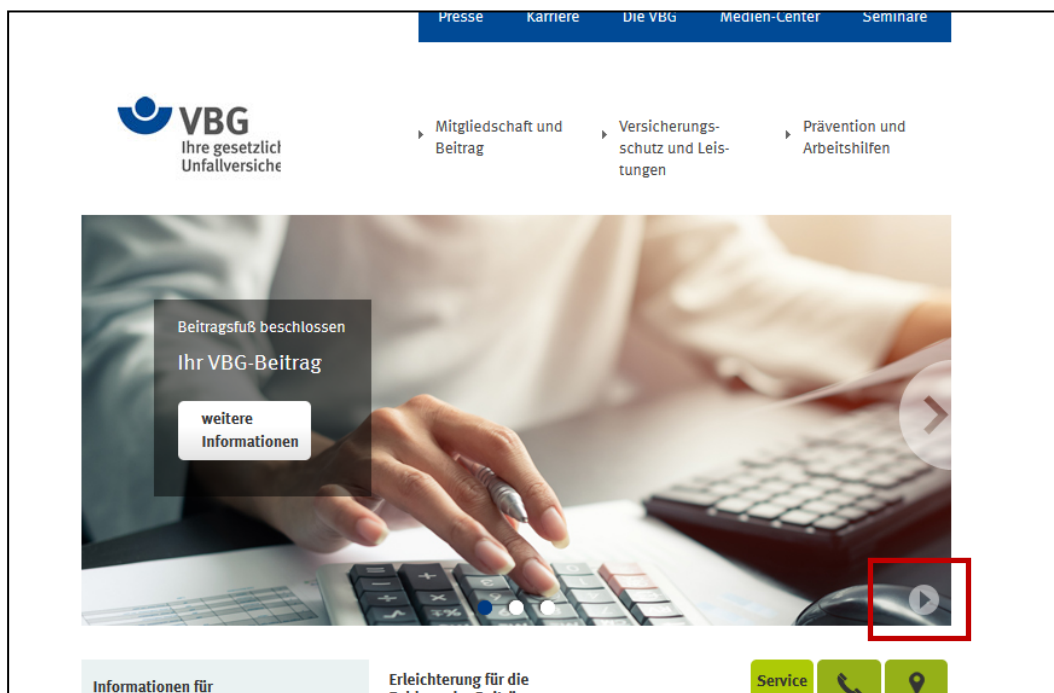 Presse Karriere Die VBG Medien-Center Seminare
VBG
Ihre gesetzlich
Unfallversiche
Mitgliedschaft und
Beitrag
Versicherungs-
schutz und Leis-
tungen
Prävention und
Arbeitshilfen
Beitragsfuß beschlossen
Ihr VBG-Beitrag
weitere
Informationen
Informationen für
Erleichterung für die
Service